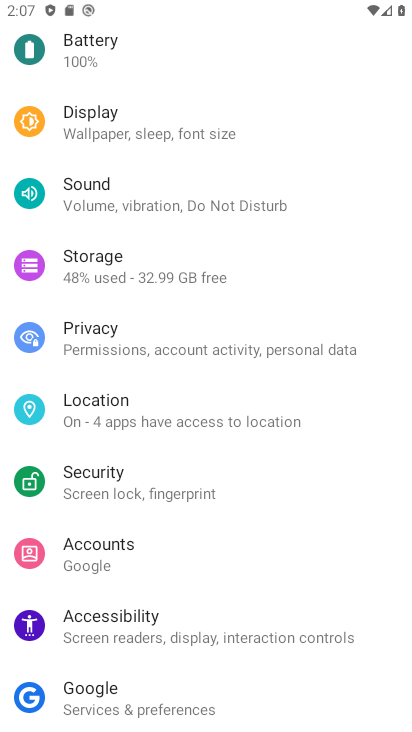 2:07
Battery
100%
Display
Wallpaper, sleep, font size
Sound
Volume, vibration, Do Not Disturb
Storage
48% used - 32.99 GB free
Privacy
Permissions, account activity, personal data
Location
On - 4 apps have access to location
Security
Screen lock, fingerprint
Accounts
Google
Accessibility
Screen readers, display, interaction controls
Google
Services & preferences